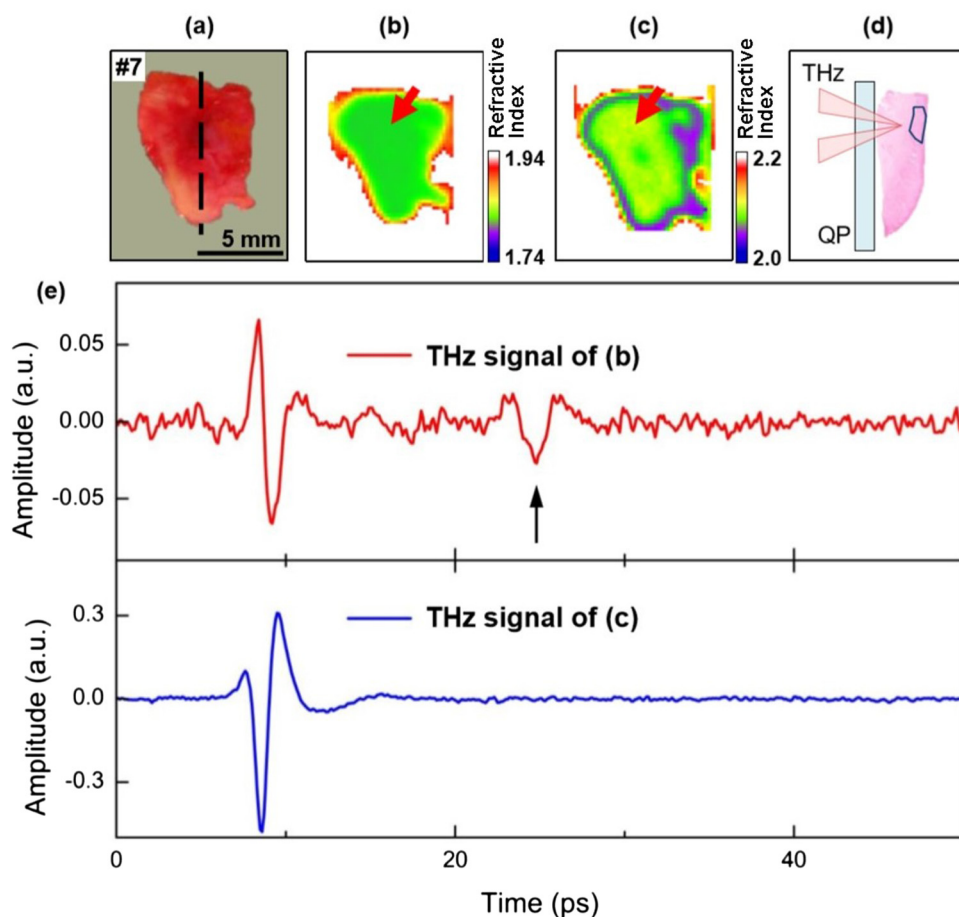 (a)
(b)
(c)
(d)
#7
5 mm
Refractive
Index
1.94
1.74
Refractive
Index
2.2
2.0
THz
QP
(e)
Amplitude (a.u.)
0.05
0.00
-0.05
THz signal of (b)
Amplitude (a.u.)
0.3
0.0
-0.3
THz signal of (c)
0
20
40
Time (ps)